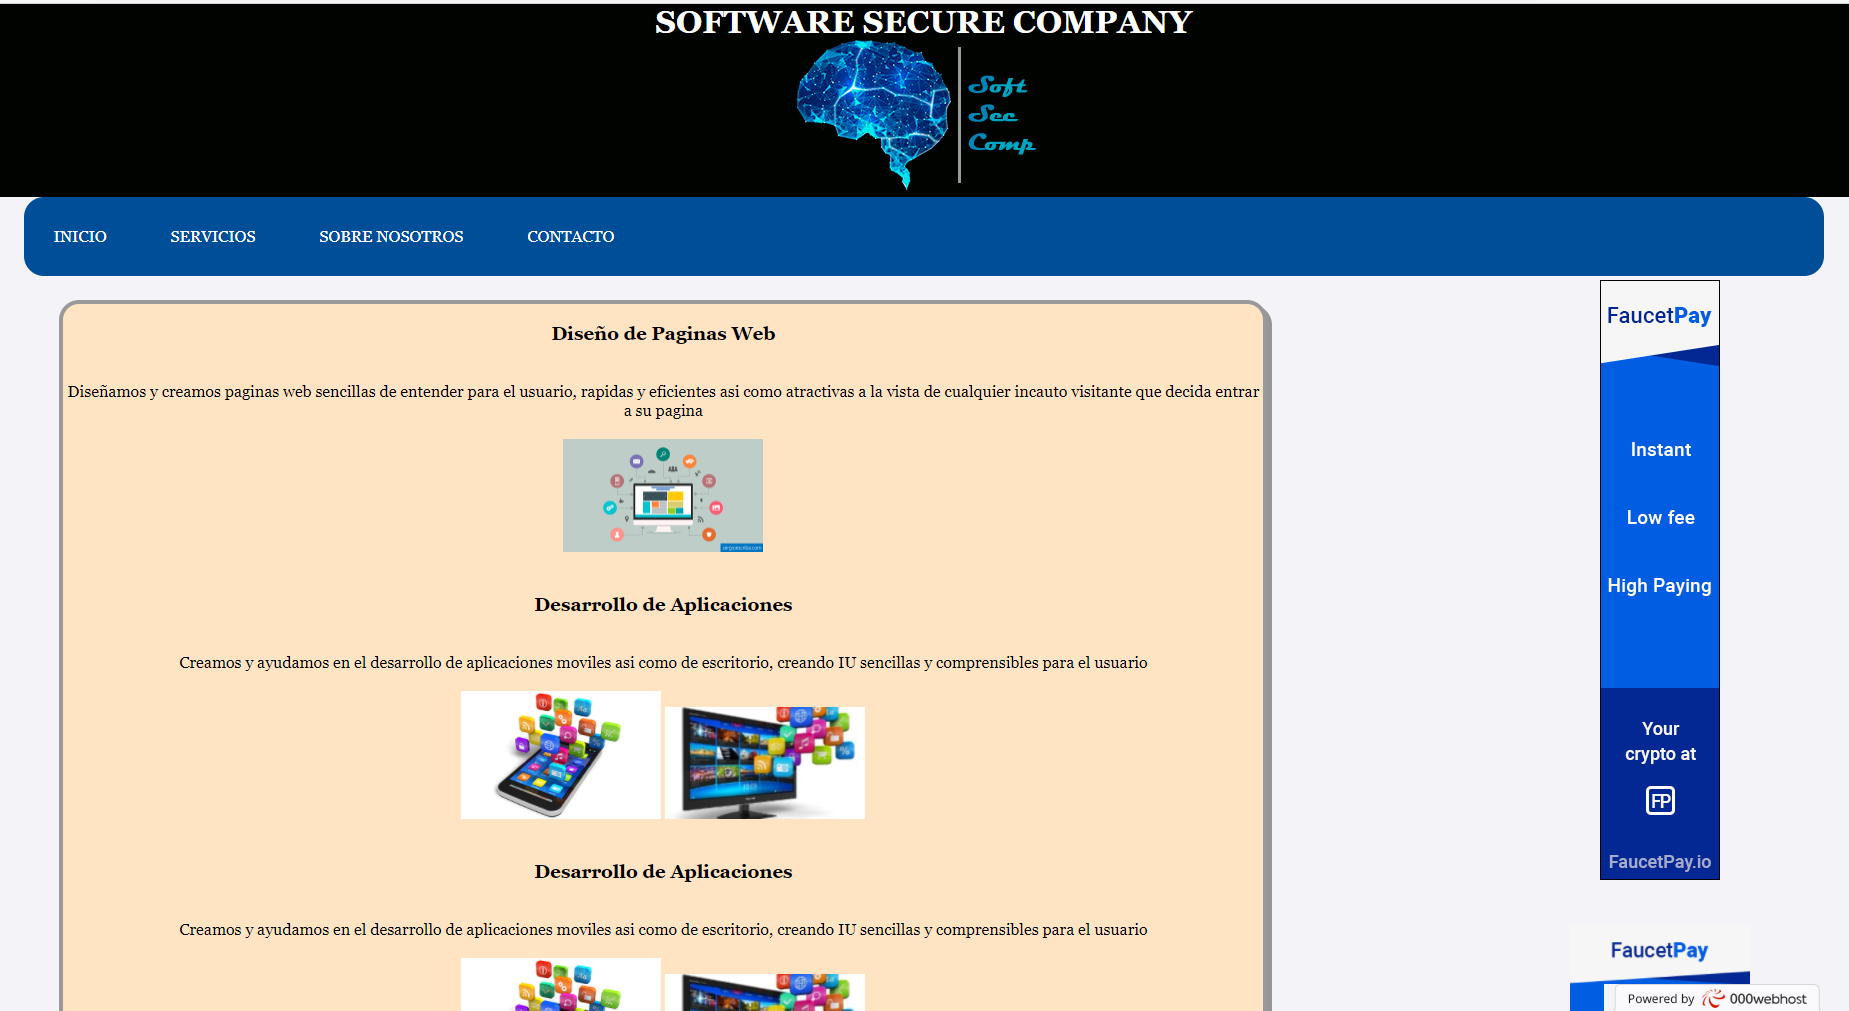 SOFTWARE SECURE COMPANY
Soft
Sec
Comp
INICIO SERVICIOS SOBRE NOSOTROS CONTACTO
Diseño de Paginas Web
Diseñamos y creamos paginas web sencillas de entender para el usuario, rapidas y eficientes asi como atractivas a la vista de cualquier incauto visitante que decida entrar
a su pagina
Desarrollo de Aplicaciones
Creamos y ayudamos en el desarrollo de aplicaciones moviles asi como de escritorio, creando IU sencillas y comprensibles para el usuario
Desarrollo de Aplicaciones
Creamos y ayudamos en el desarrollo de aplicaciones moviles asi como de escritorio, creando IU sencillas y comprensibles para el usuario
FaucetPay
Instant
Low fee
High Paying
Your
crypto at
FP
FaucetPay.io
FaucetPay
Powered by 000webhost